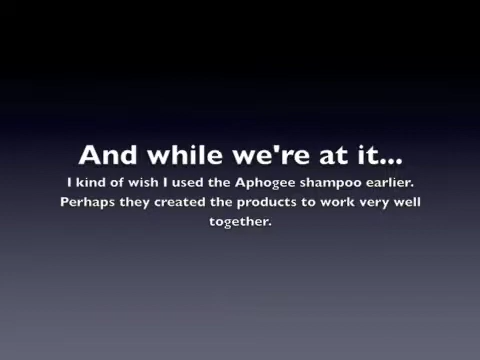 And while we're at it...
I kind of wish I used the Aphogee shampoo earlier.
Perhaps they created the products to work very well
together.